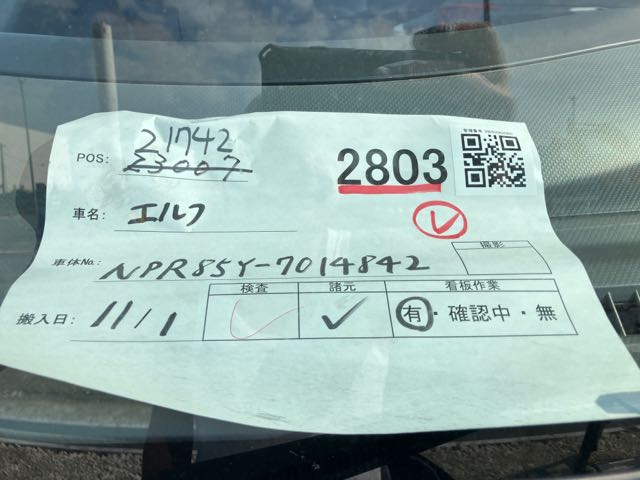 21742
POS: 23007
2803
車名: エルフ
車体No. NPR85Y-7014842
撮影
搬入日: 11/1
検査 諸元 看板作業
有・確認中・無